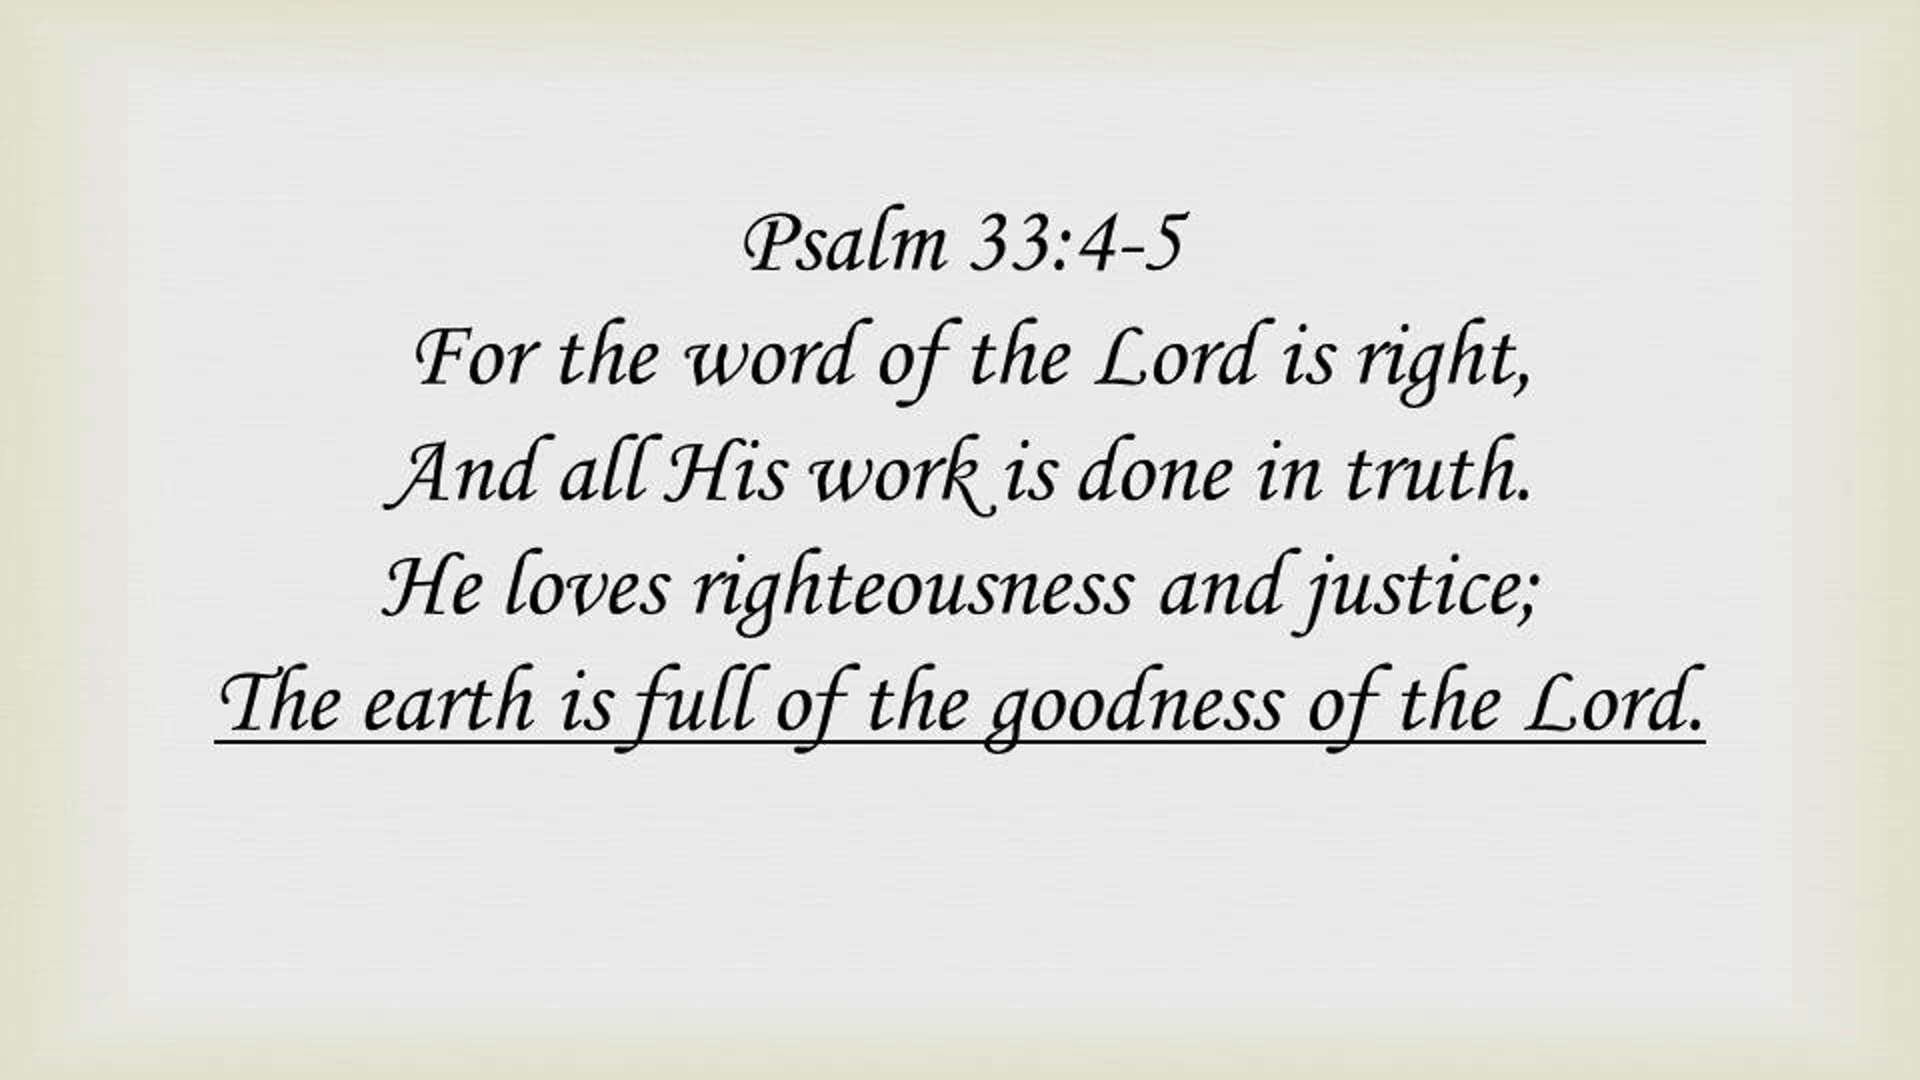 Psalm 33:4-5
For the word of the Lord is right,
And all His work is done in truth.
He loves righteousness and justice;
The earth is full of the goodness of the Lord.